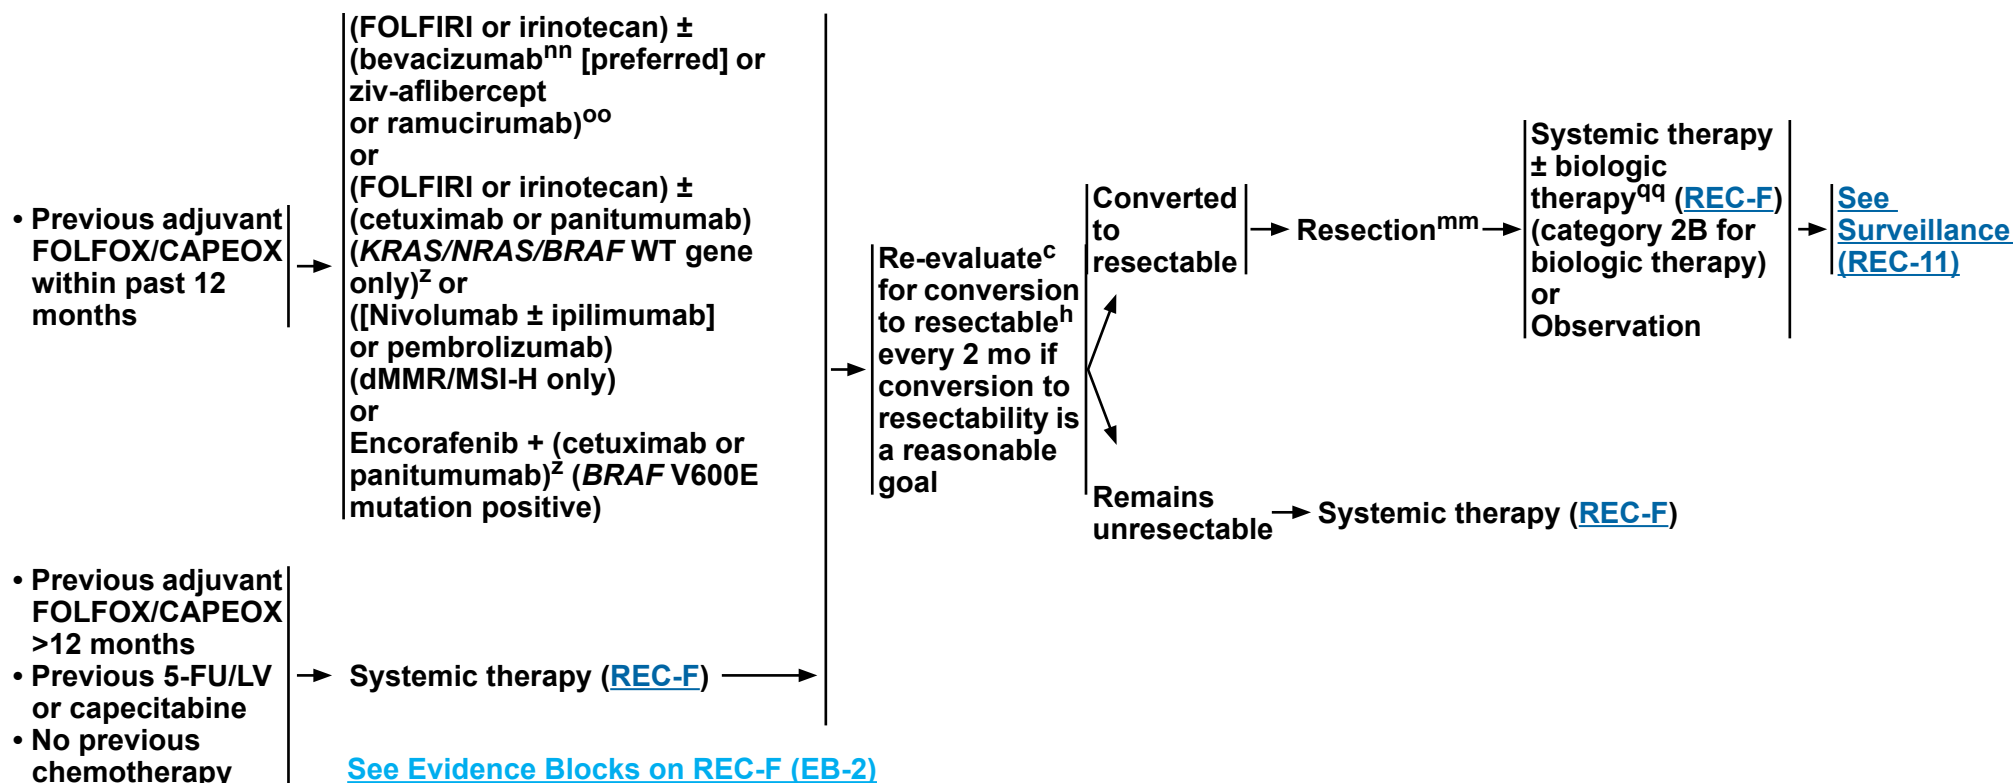 • Previous adjuvant
FOLFOX/CAPEOX
within past 12
months
(FOLFIRI or irinotecan) ±
(bevacizumabnn [preferred] or
ziv-aflibercept
or ramucirumab)oo
or
(FOLFIRI or irinotecan) ±
(cetuximab or panitumumab)
(KRAS/NRAS/BRAF WT gene
only)z or
([Nivolumab ± ipilimumab]
or pembrolizumab)
(dMMR/MSI-H only)
or
Encorafenib + (cetuximab or
panitumumab)z (BRAF V600E
mutation positive)
• Previous adjuvant
FOLFOX/CAPEOX
>12 months
• Previous 5-FU/LV
or capecitabine
• No previous
chemotherapy
Systemic therapy (REC-F)
See Evidence Blocks on REC-F (EB-2)
Re-evaluatec
for conversion
to resectableh
every 2 mo if
conversion to
resectability is
a reasonable
goal
Converted
to
resectable
Resectionmm
Systemic therapy
± biologic
therapyqq (REC-F)
(category 2B for
biologic therapy)
or
Observation
See
Surveillance
(REC-11)
Remains
unresectable
Systemic therapy (REC-F)